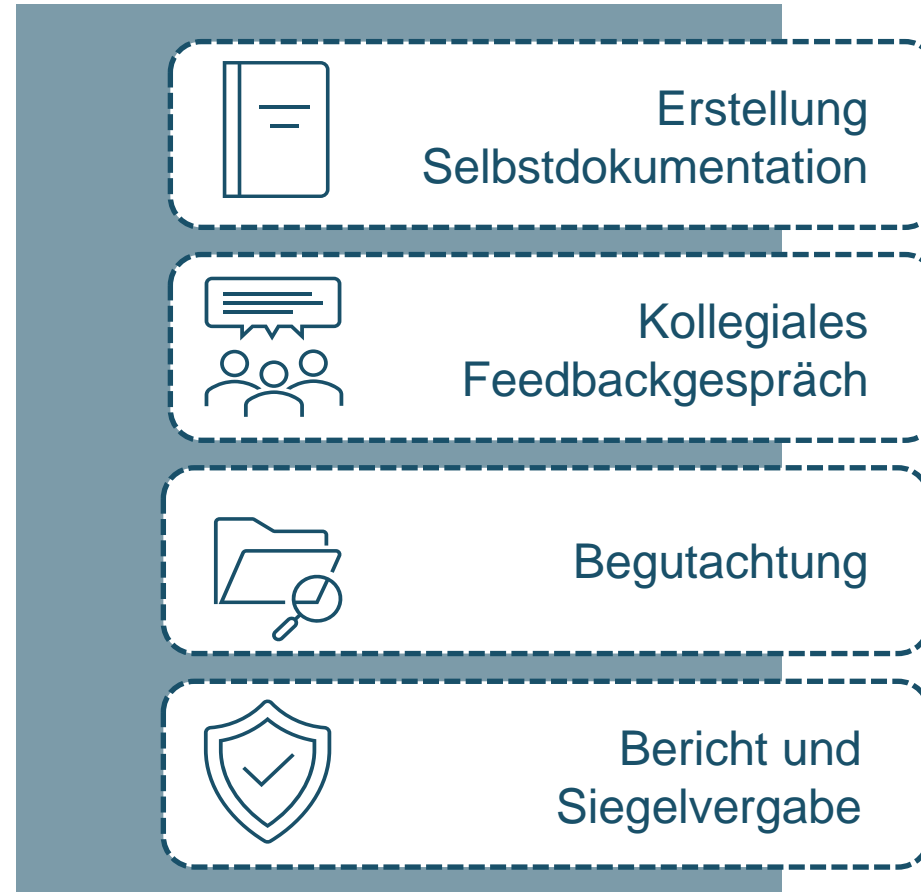 Erstellung
Selbstdokumentation
Kollegiales
Feedbackgespräch
Begutachtung
Bericht und
Siegelvergabe